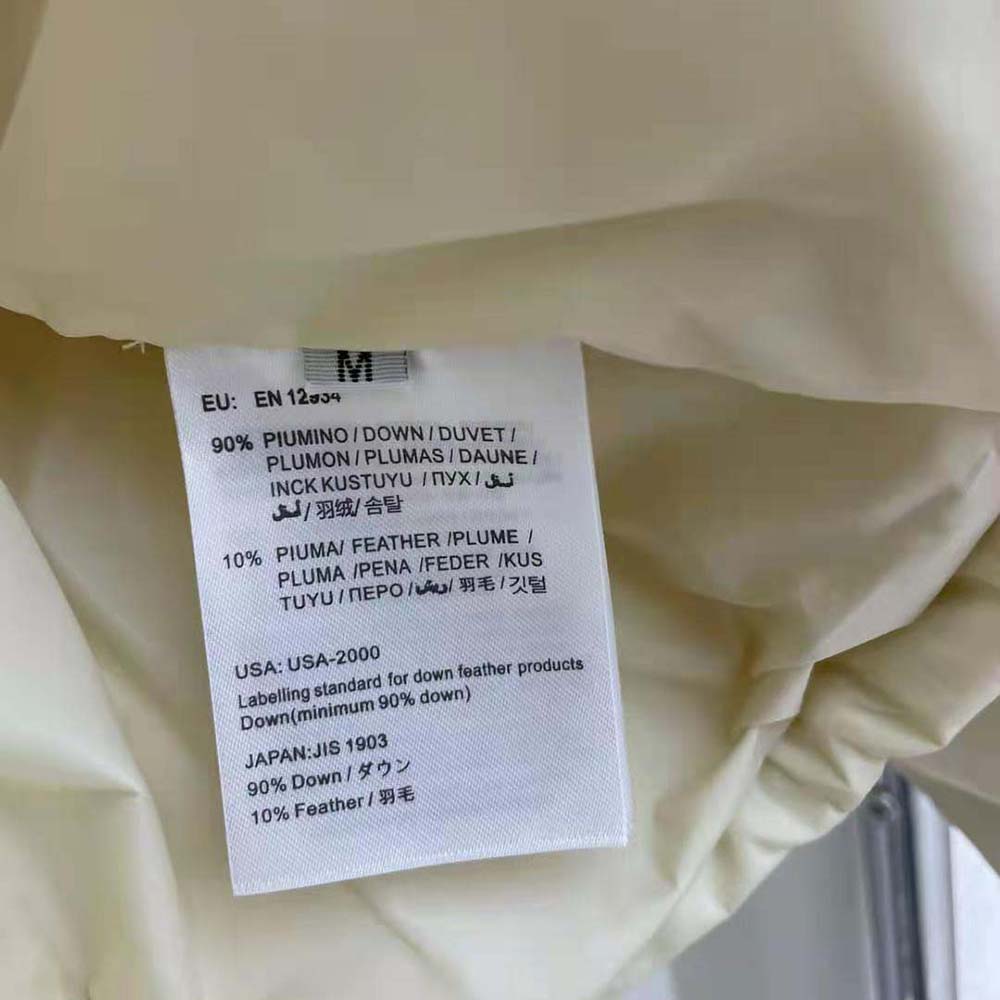 M
EU: EN 12934
90% PIUMINO / DOWN / DUVET /
PLUMON / PLUMAS / DAUNE /
INCK KUSTUYU / ПУХ /
/ 羽绒/ 솜탈
10% PIUMA/ FEATHER /PLUME /
PLUMA /PENA /FEDER /KUS
TUYU / ПЕРО / / 羽毛 / 깃털
USA: USA-2000
Labelling standard for down feather products
Down(minimum 90% down)
JAPAN:JIS 1903
90% Down / ダウン
10% Feather / 羽毛